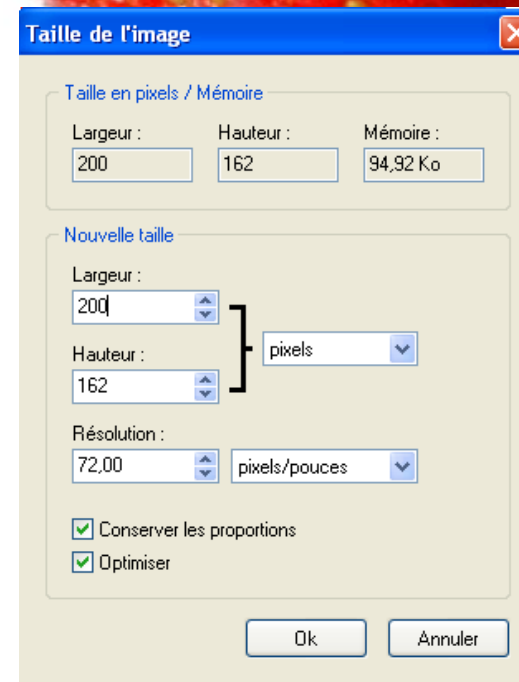 Taille de l'image
Taille en pixels / Mémoire
Largeur : Hauteur : Mémoire :
200 162 94,92 Ko
Nouvelle taille
Largeur :
200
pixels
Hauteur :
162
Résolution :
72,00 pixels/pouces
Conserver les proportions
Optimiser
Ok Annuler